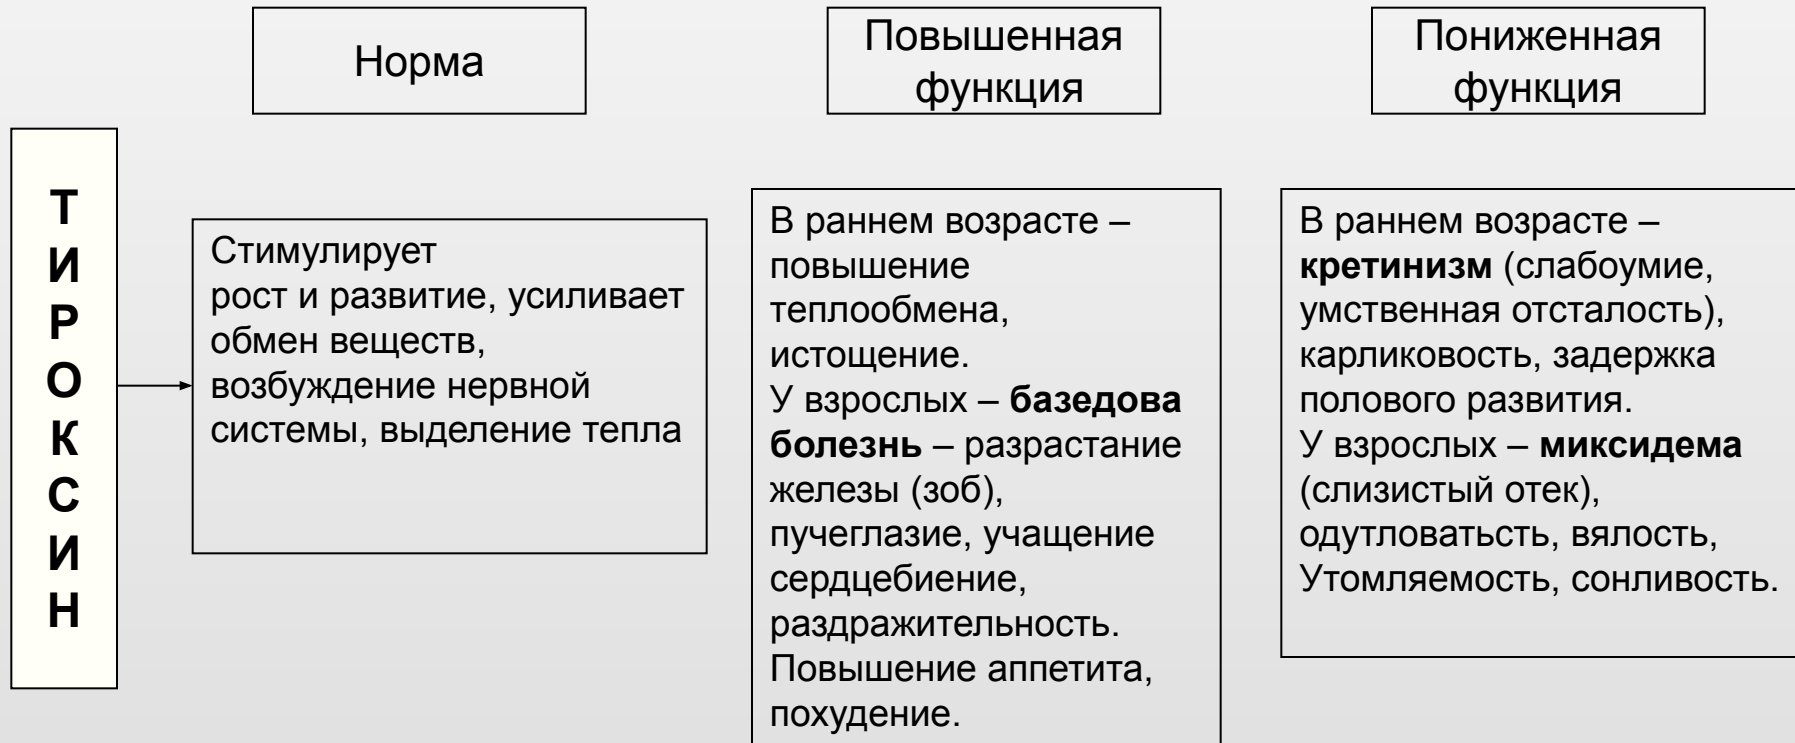 Норма
Повышенная
функция
Пониженная
функция
Т
И
Р
О
К
С
И
Н
Стимулирует
рост и развитие, усиливает
обмен веществ,
возбуждение нервной
системы, выделение тепла
В раннем возрасте –
повышение
теплообмена,
истощение.
У взрослых – базедова
болезнь – разрастание
железы (зоб),
пучеглазие, учащение
сердцебиение,
раздражительность.
Повышение аппетита,
похудение.
В раннем возрасте –
кретинизм (слабоумие,
умственная отсталость),
карликовость, задержка
полового развития.
У взрослых – миксидема
(слизистый отек),
одутловатьсть, вялость,
Утомляемость, сонливость.